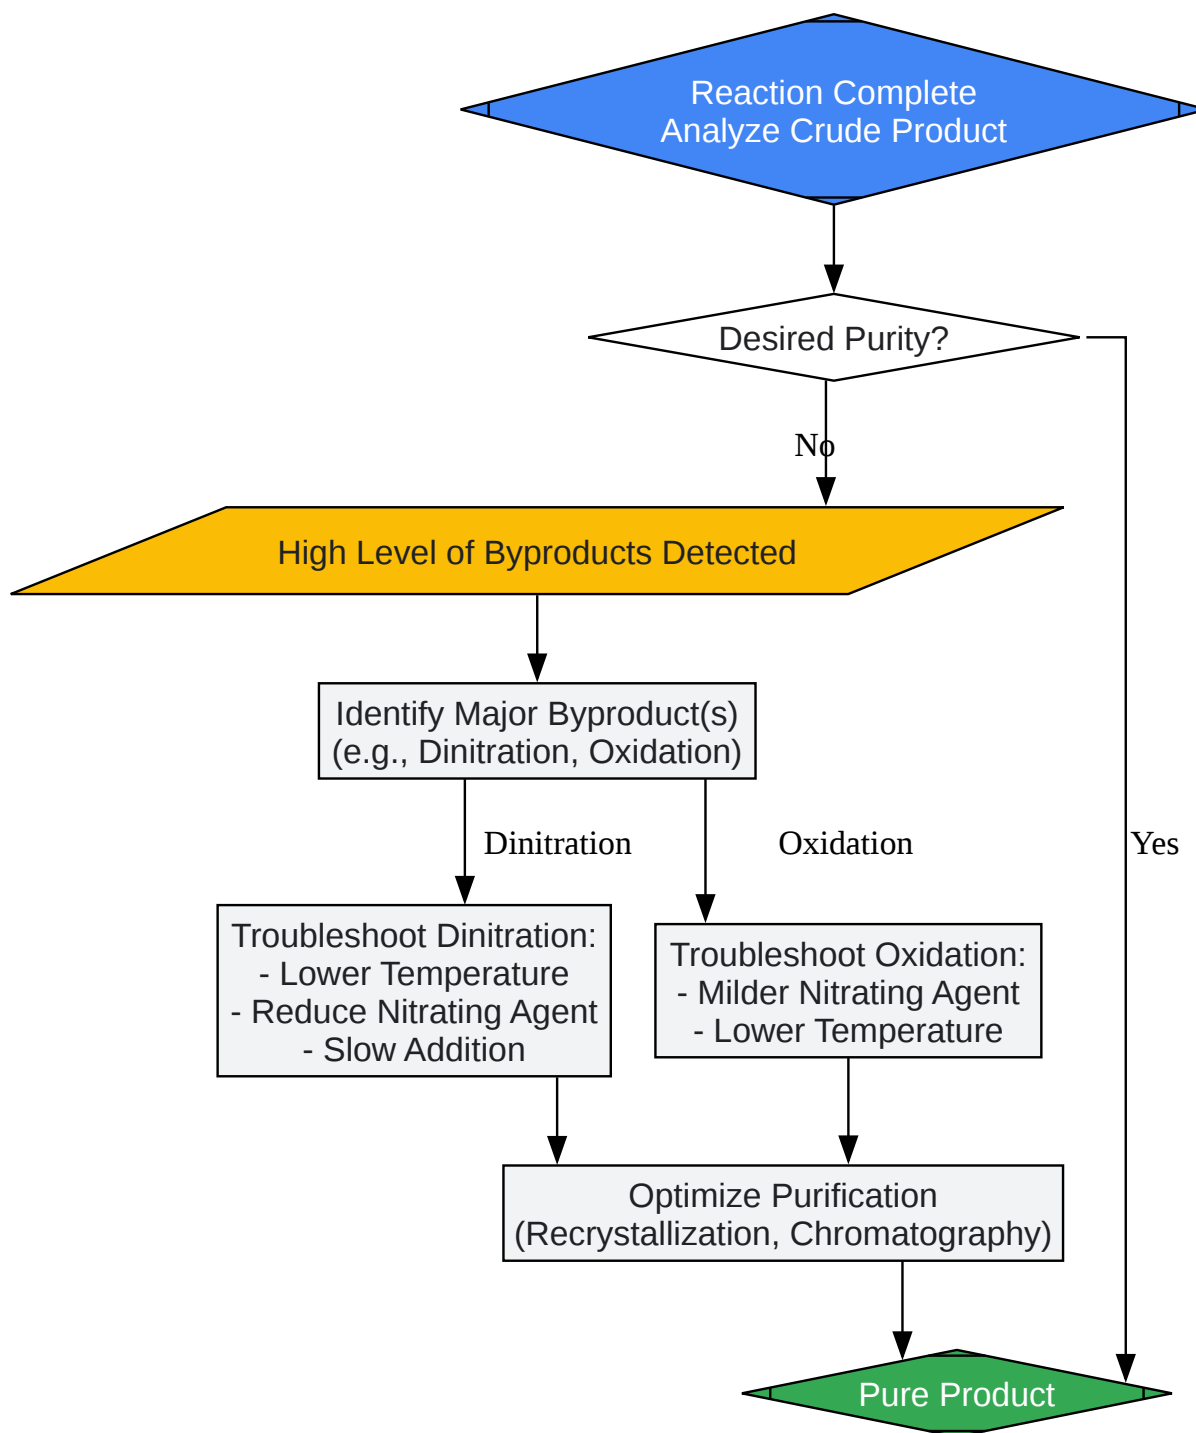 Reaction Complete
Analyze Crude Product
Desired Purity?
No
High Level of Byproducts Detected
Identify Major Byproduct(s)
(e.g., Dinitration, Oxidation)
Dinitration
Oxidation
Yes
Troubleshoot Dinitration:
- Lower Temperature
- Reduce Nitrating Agent
- Slow Addition
Troubleshoot Oxidation:
- Milder Nitrating Agent
- Lower Temperature
Optimize Purification
(Recrystallization, Chromatography)
Pure Product